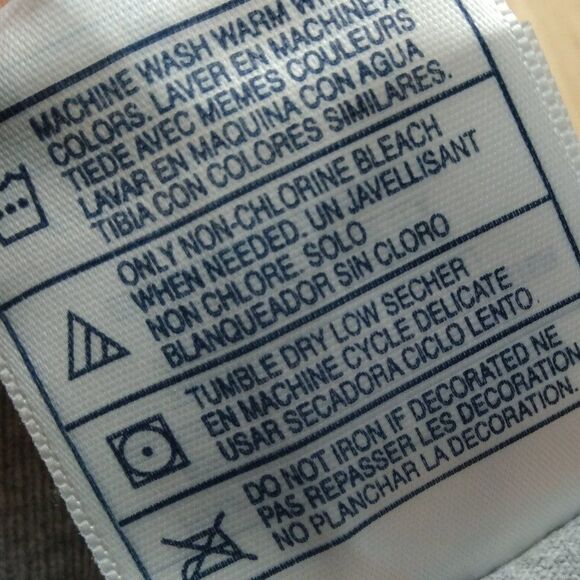 MACHINE WASH WARM
COLORS. LAVER EN MACHINE
TIEDE AVEC MEMES COULEURS
LAVAR EN MAQUINA CON AGUA
TIBIA CON COLORES SIMILARES.
ONLY NON-CHLORINE BLEACH
WHEN NEEDED. UN JAVELLISANT
NON CHLORE. SOLO
BLANQUEADOR SIN CLORO
TUMBLE DRY LOW SECHER
EN MACHINE CYCLE DELICATE
USAR SECADORA CICLO LENTO.
DO NOT IRON IF DECORATED NE
PAS REPASSER LES DECORATION.
NO PLANCHAR LA DECORATION.